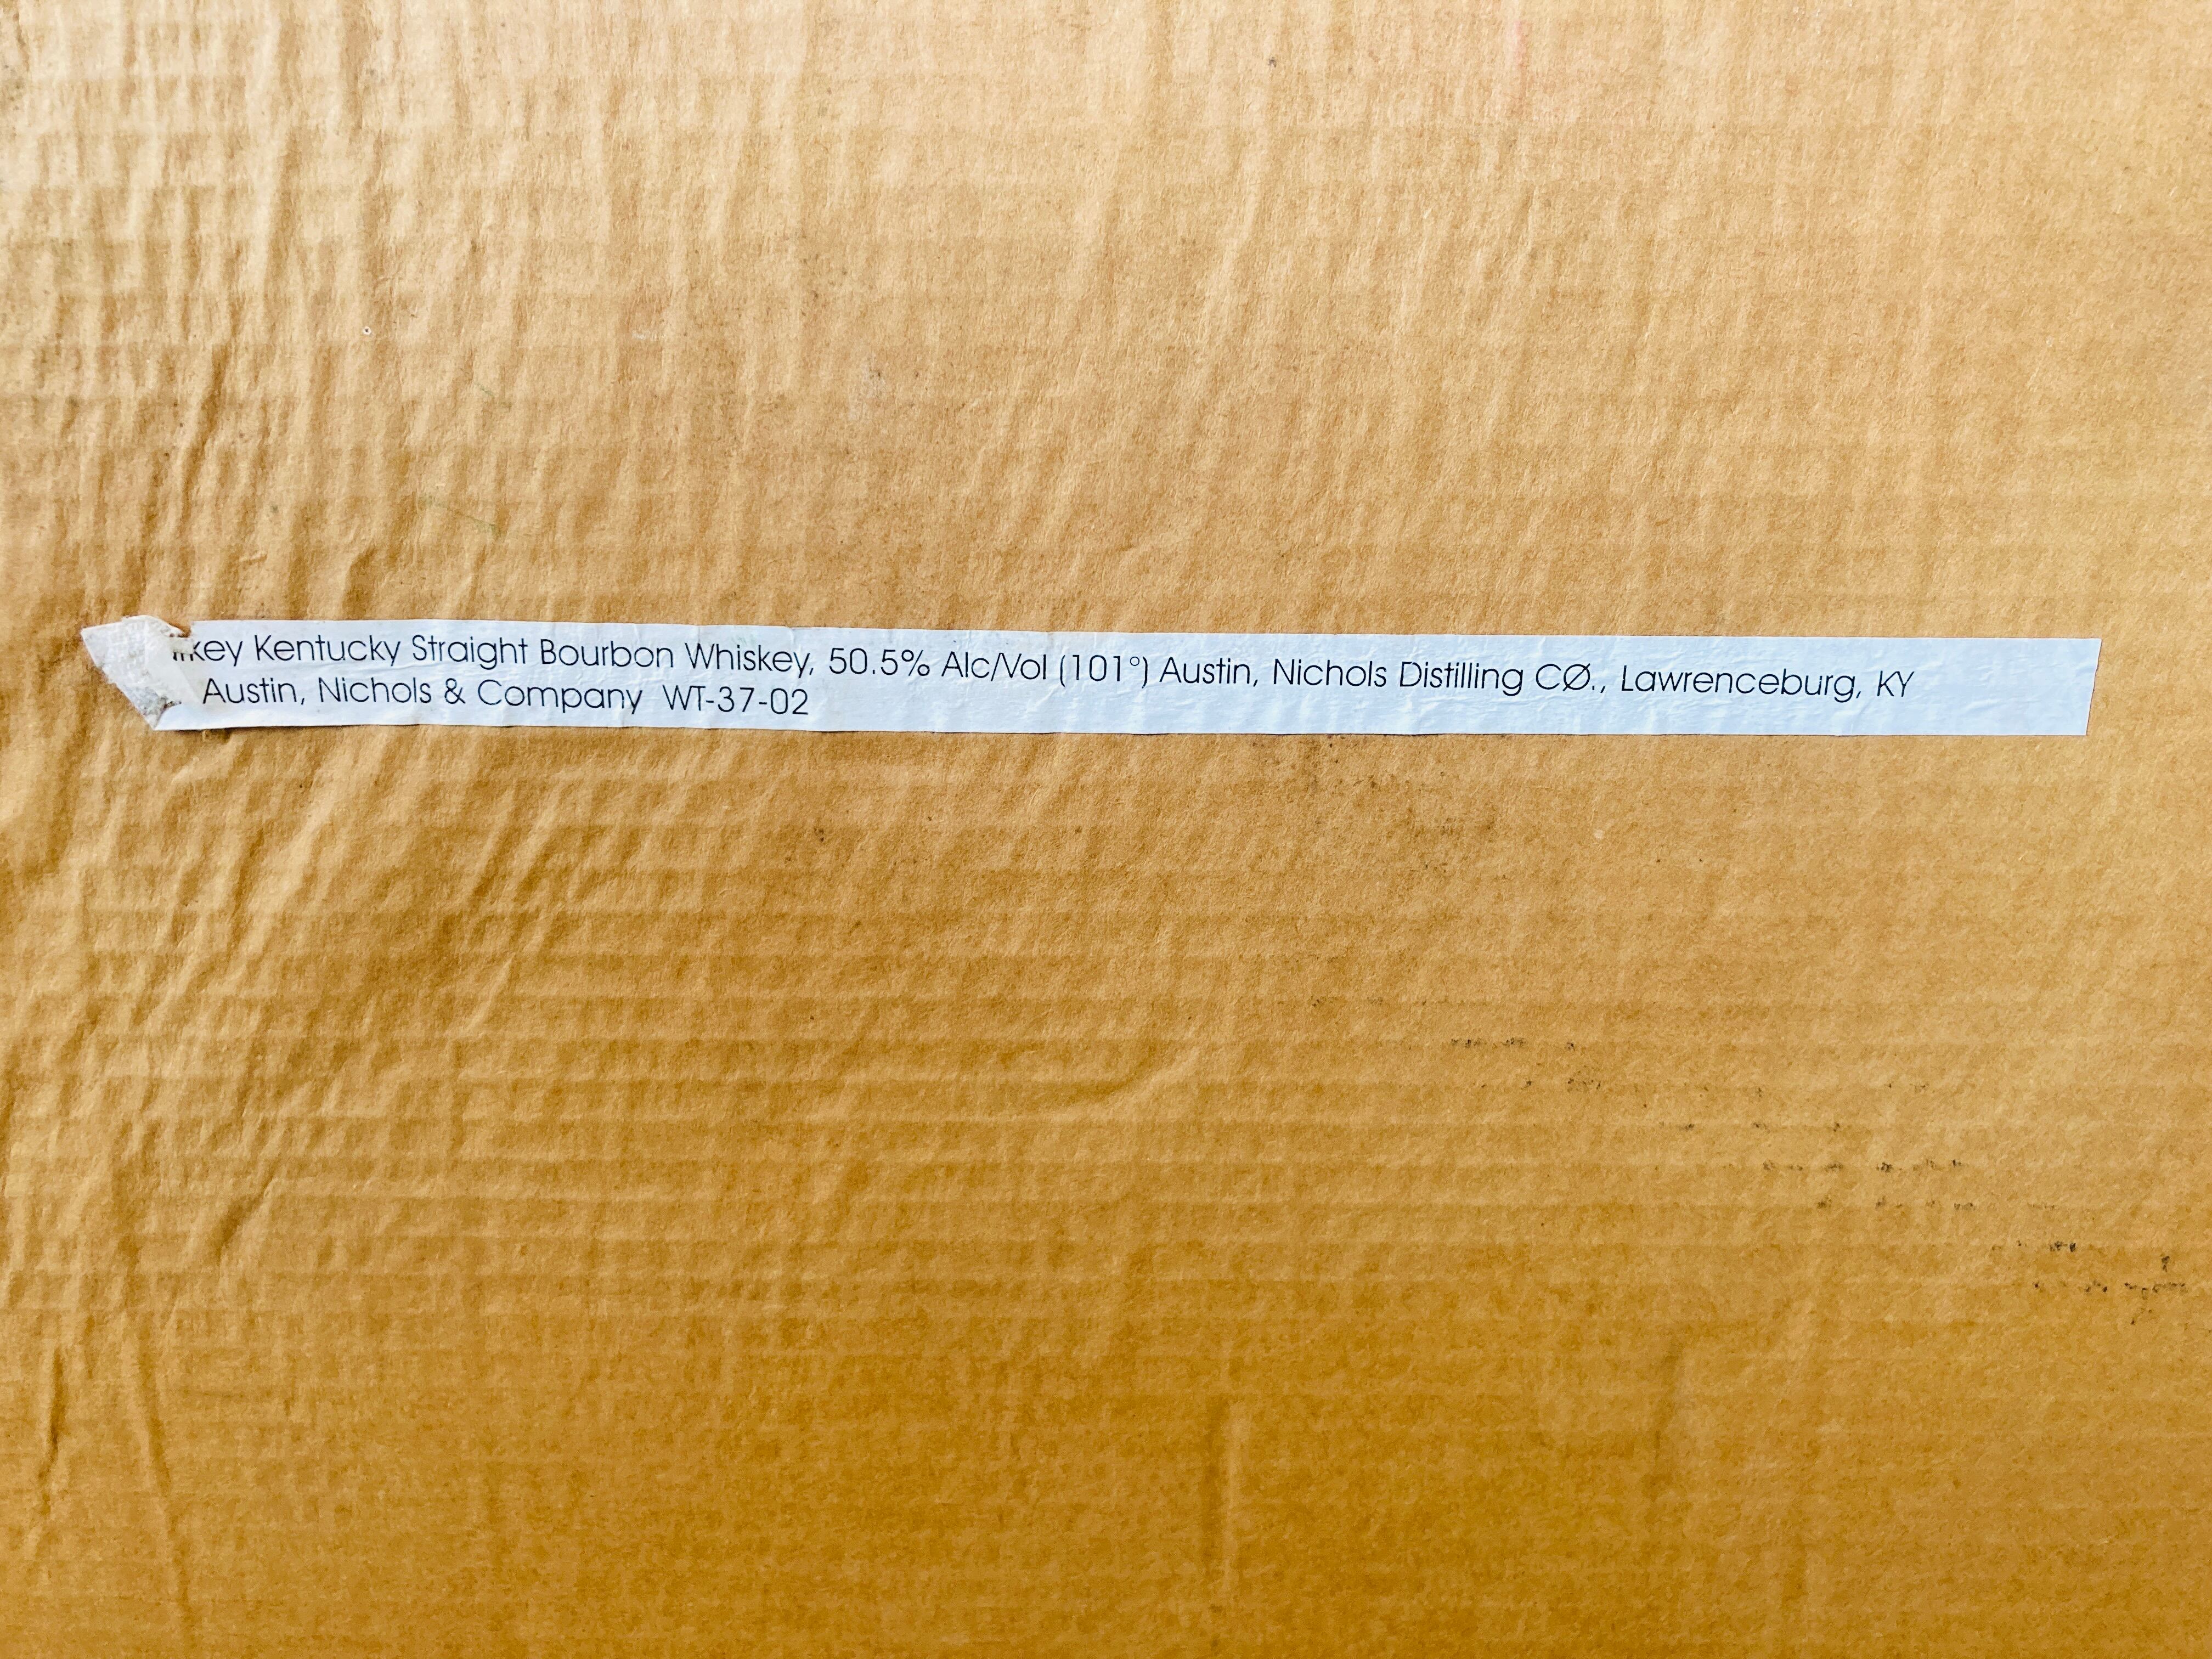 key Kentucky Straight Bourbon Whiskey, 50.5% Alc/Vol (101°) Austin, Nichols Distilling CØ., Lawrenceburg, KY
Austin, Nichols & Company WT-37-02